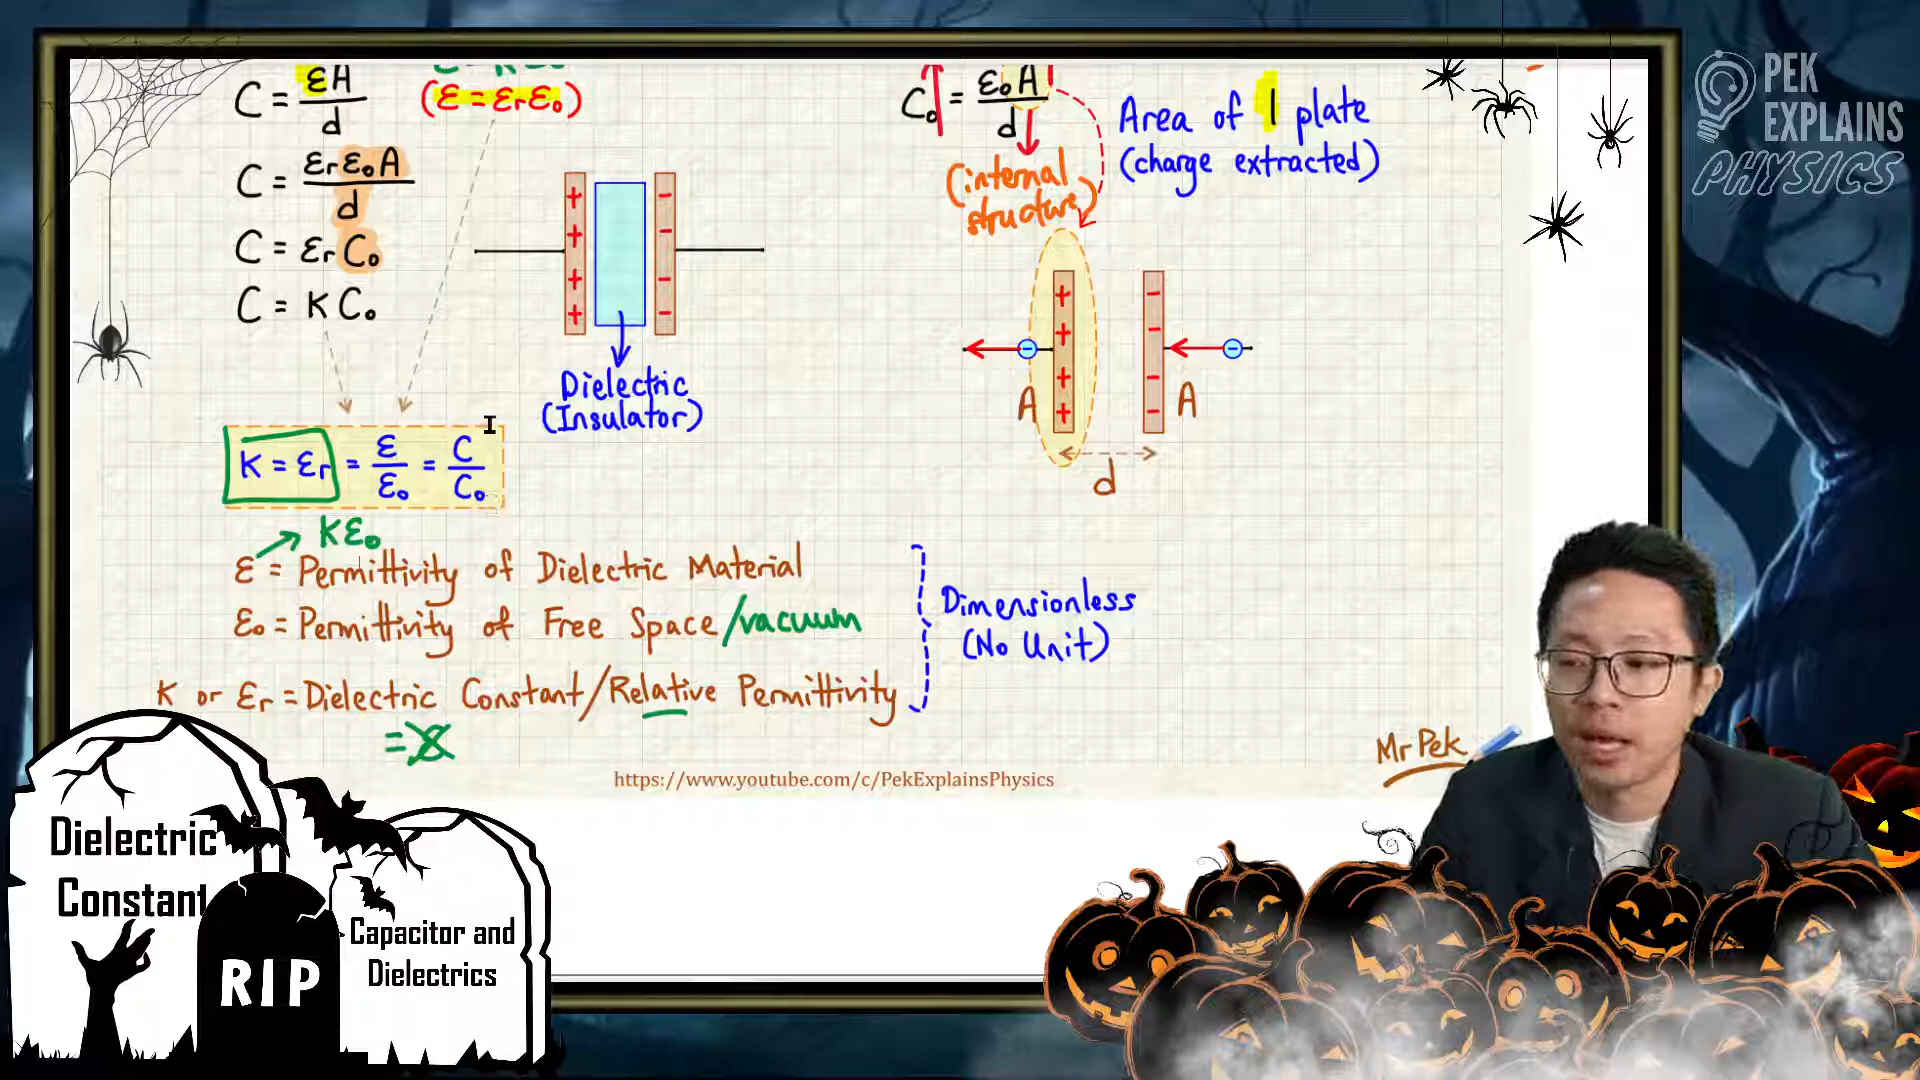 C = εA/d
(ε = εrε₀)
C = εrε₀A/d
C = εr C₀
C = K C₀
+
+
+
+
-
-
-
-
Dielectric
(Insulator)
K = εr = ε/ε₀ = C/C₀
Kε₀
ε = Permittivity of Dielectric Material
ε₀ = Permittivity of Free Space/vacuum
K or εr = Dielectric Constant/Relative Permittivity
Dimensionless
(No Unit)
C₀ = ε₀A/d
(internal
structure)
Area of 1 plate
(charge extracted)
+
+
+
+
-
-
-
-
-
-
A
A
d
Mr Pek
https://www.youtube.com/c/PekExplainsPhysics
PEK
EXPLAINS
PHYSICS
Dielectric
Constant
RIP
Capacitor and
Dielectrics